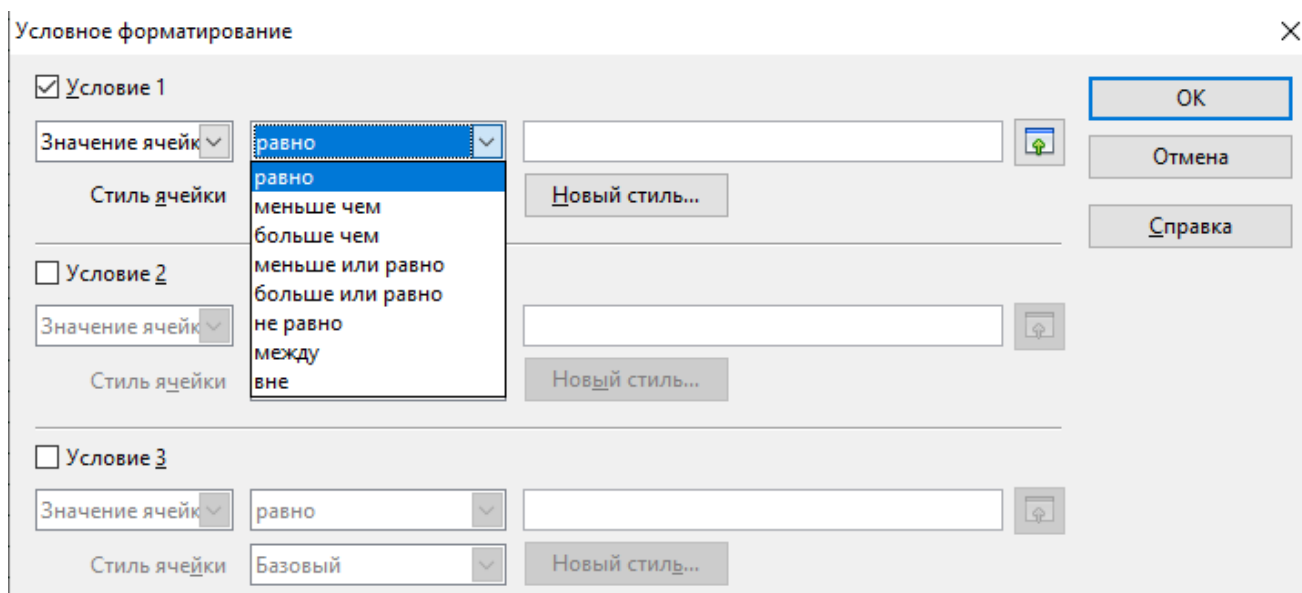 Условное форматирование
Условие 1
ОК
Значение ячейк равно
Отмена
равно
Стиль ячейки Новый стиль...
меньше чем
Справка
больше чем
меньше или равно
Условие 2
больше или равно
Значение ячейк не равно
между
Стиль ячейки вне Новый стиль...
Условие 3
Значение ячейк равно
Стиль ячейки Базовый Новый стиль...